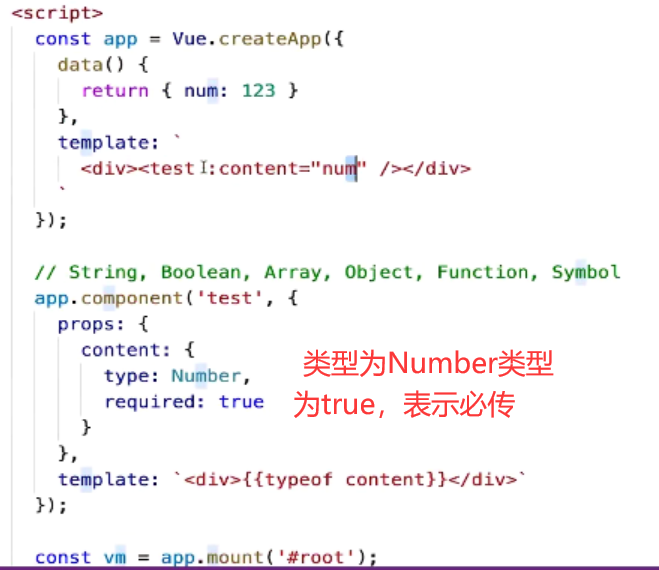 <script>
const app = Vue.createApp({
data() {
return { num: 123 }
},
template: `
<div><test :content="num" /></div>
`
});
// String, Boolean, Array, Object, Function, Symbol
app.component('test', {
props: {
content: {
type: Number,
required: true
}
},
template: `<div>{{typeof content}}</div>`
});
const vm = app.mount('#root');
类型为Number类型
为true，表示必传